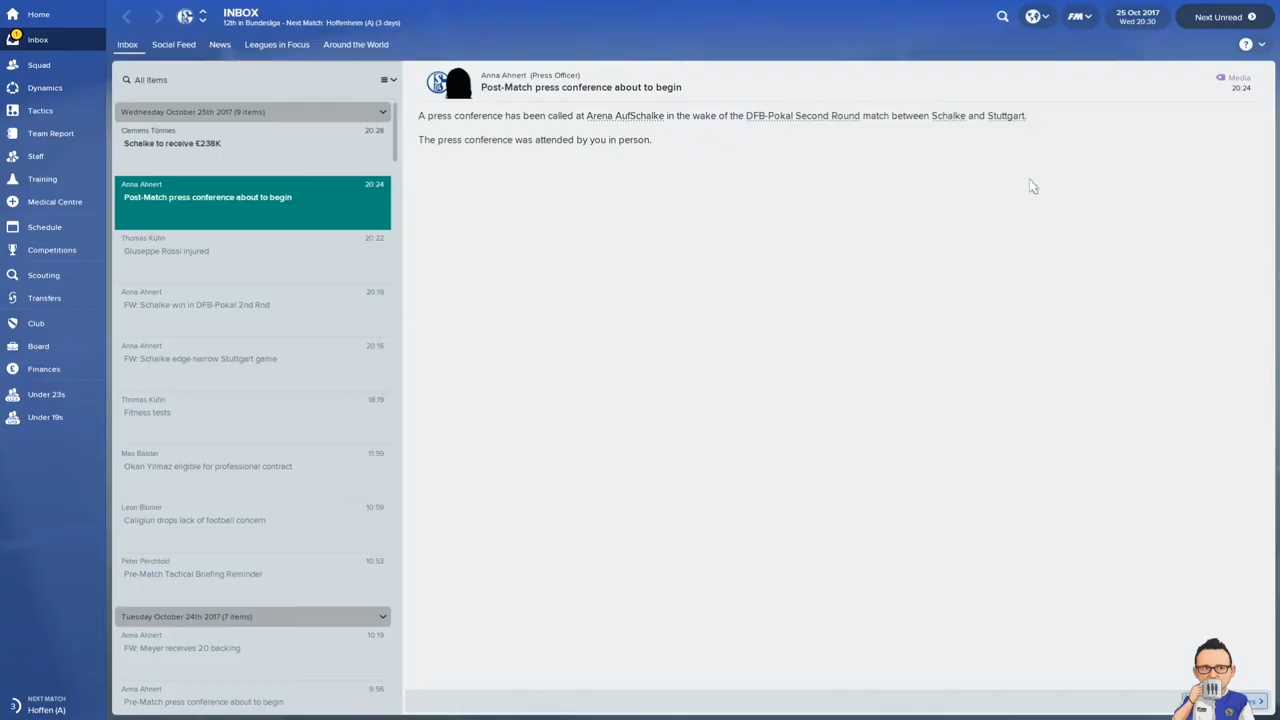 Home
Inbox
1
Squad
Dynamics
Tactics
Team Report
Staff
Training
Medical Centre
Schedule
Competitions
Scouting
Transfers
Club
Board
Finances
Under 23s
Under 19s
3
NEXT MATCH
Hoffen (A)
INBOX
12th in Bundesliga - Next Match: Hoffenheim (A) (3 days)
FM
25 Oct 2017
Wed 20:30
Next Unread
Inbox
Social Feed
News
Leagues in Focus
Around the World
?
All Items
Wednesday October 25th 2017 (9 items)
Clemens Tönnies 20:28
Schalke to receive £238K
Anna Ahnert 20:24
Post-Match press conference about to begin
Thomas Kühn 20:22
Giuseppe Rossi injured
Anna Ahnert 20:19
FW: Schalke win in DFB-Pokal 2nd Rnd
Anna Ahnert 20:16
FW: Schalke edge narrow Stuttgart game
Thomas Kühn 18:19
Fitness tests
Max Balster 11:59
Okan Yilmaz eligible for professional contract
Leon Blumer 10:59
Caligiuri drops lack of football concern
Peter Perchtold 10:53
Pre-Match Tactical Briefing Reminder
Tuesday October 24th 2017 (7 items)
Anna Ahnert 10:19
FW: Meyer receives 20 backing
Anna Ahnert 9:56
Pre-Match press conference about to begin
Anna Ahnert (Press Officer)
Post-Match press conference about to begin
Media
20:24
A press conference has been called at Arena AufSchalke in the wake of the DFB-Pokal Second Round match between Schalke and Stuttgart.
The press conference was attended by you in person.